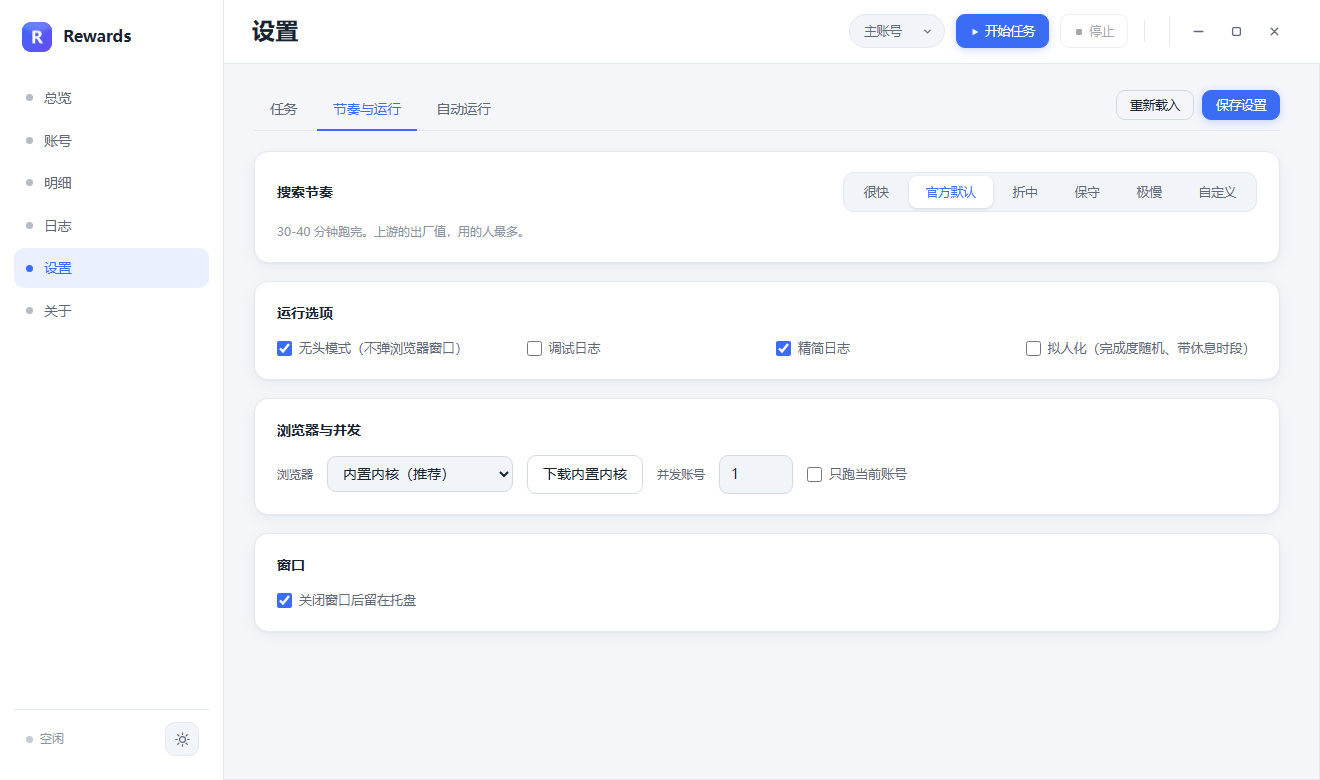 R Rewards
设置
主账号
开始任务
停止
总览
账号
明细
日志
设置
关于
空闲
任务
节奏与运行
自动运行
重新载入
保存设置
搜索节奏
很快
官方默认
折中
保守
极慢
自定义
30-40 分钟跑完。上游的出厂值，用的人最多。
运行选项
无头模式（不弹浏览器窗口）
调试日志
精简日志
拟人化（完成度随机、带休息时段）
浏览器与并发
浏览器
内置内核（推荐）
下载内置内核
并发账号
1
只跑当前账号
窗口
关闭窗口后留在托盘